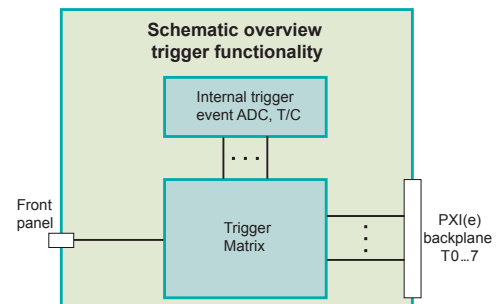 Schematic overview
trigger functionality
Internal trigger
event ADC, T/C
Front
panel
Trigger
Matrix
PXI(e)
backplane
T0...7